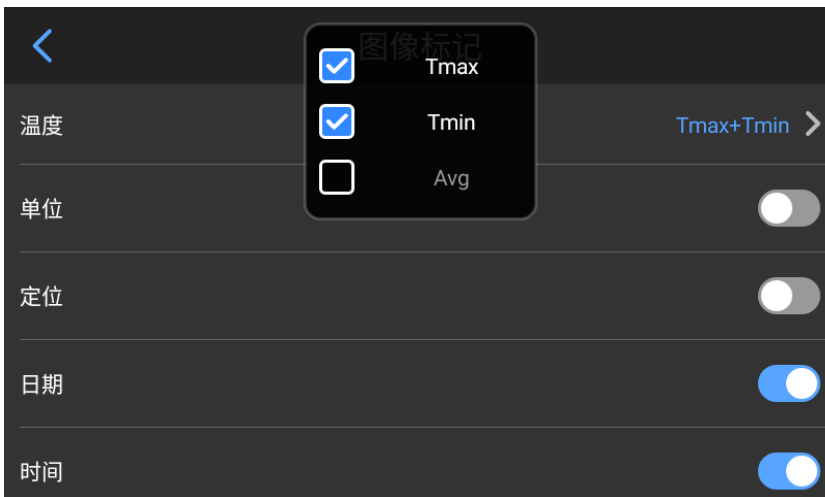 图像标记
Tmax
Tmin
Avg
温度
Tmax+Tmin
单位
定位
日期
时间